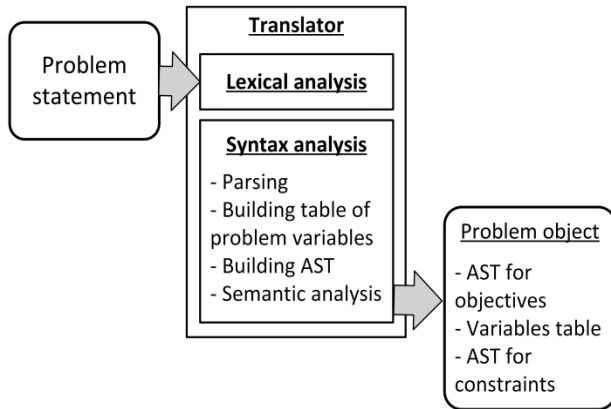 Problem
statement
Translator
Lexical analysis
Syntax analysis
- Parsing
- Building table of
problem variables
- Building AST
- Semantic analysis
Problem object
- AST for
objectives
- Variables table
- AST for
constraints